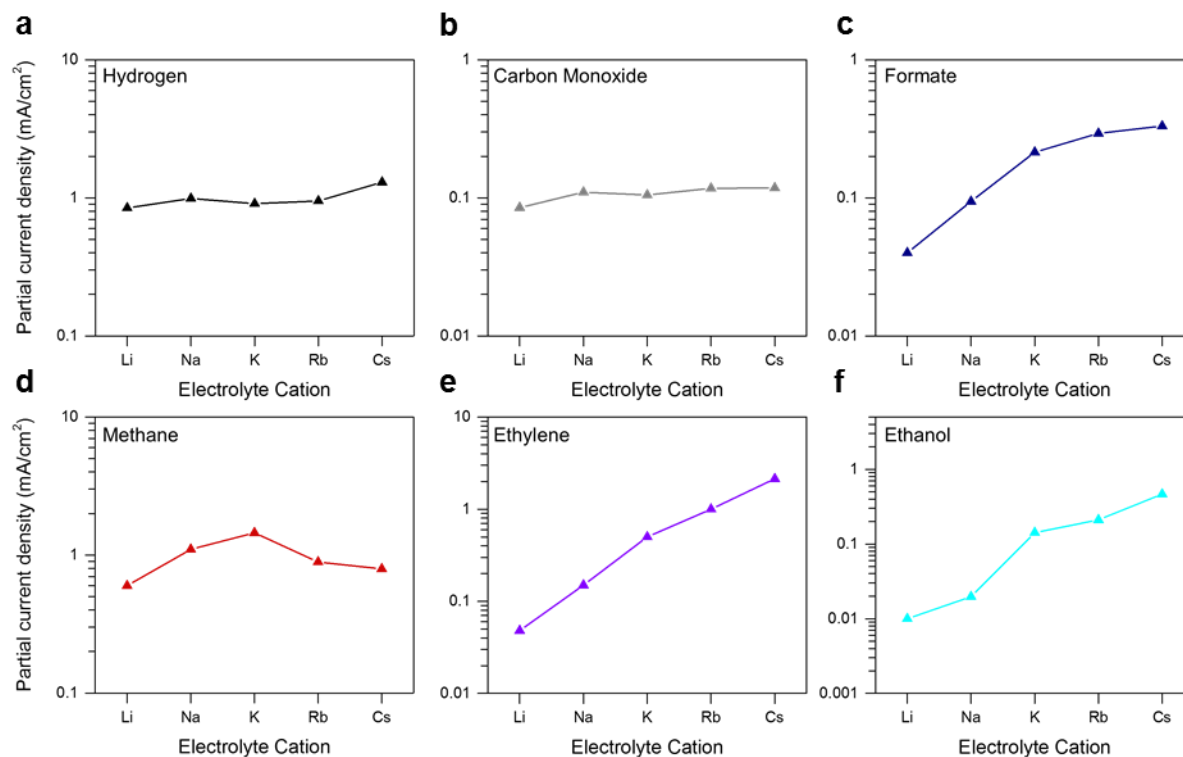 a
Partial current density (mA/cm²)
10
1
0.1
Hydrogen
Li Na K Rb Cs
Electrolyte Cation
b
1
0.1
0.01
Carbon Monoxide
Li Na K Rb Cs
Electrolyte Cation
c
1
0.1
0.01
Formate
Li Na K Rb Cs
Electrolyte Cation
d
Partial current density (mA/cm²)
10
1
0.1
Methane
Li Na K Rb Cs
Electrolyte Cation
e
10
1
0.1
0.01
Ethylene
Li Na K Rb Cs
Electrolyte Cation
f
1
0.1
0.01
0.001
Ethanol
Li Na K Rb Cs
Electrolyte Cation